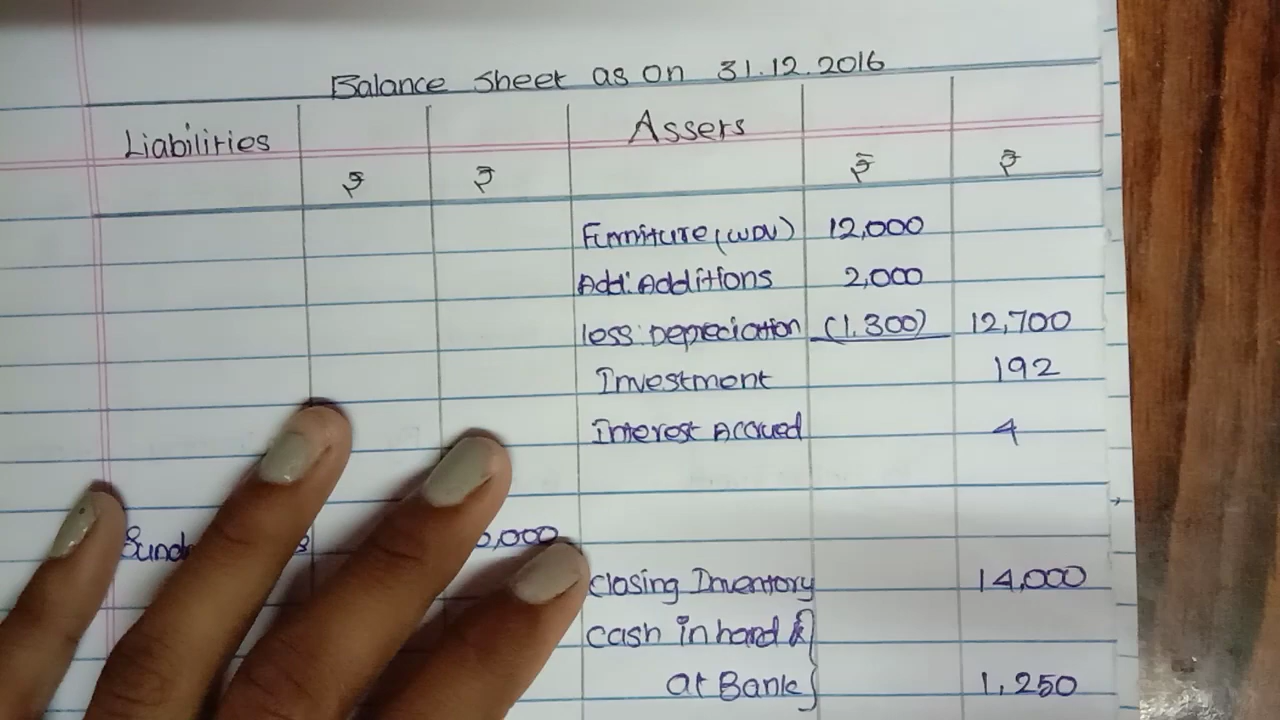 Balance Sheet as on 31.12.2016
Liabilities Assers
₹ ₹ ₹ ₹
Furniture (WDV) 12,000
Add: Additions 2,000
less: Depreciation (1,300) 12,700
Investment 192
Interest Accrued 4
Closing Inventory 14,000
Cash in hand &
at Bank 1,250